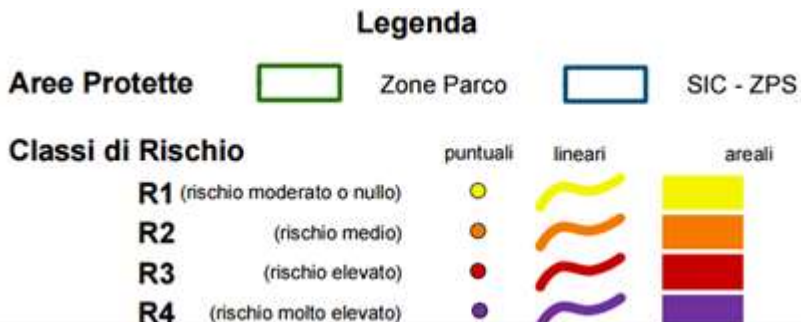 Legenda
Aree Protette Zone Parco SIC - ZPS
Classi di Rischio puntuali lineari areali
R1 (rischio moderato o nullo)
R2 (rischio medio)
R3 (rischio elevato)
R4 (rischio molto elevato)